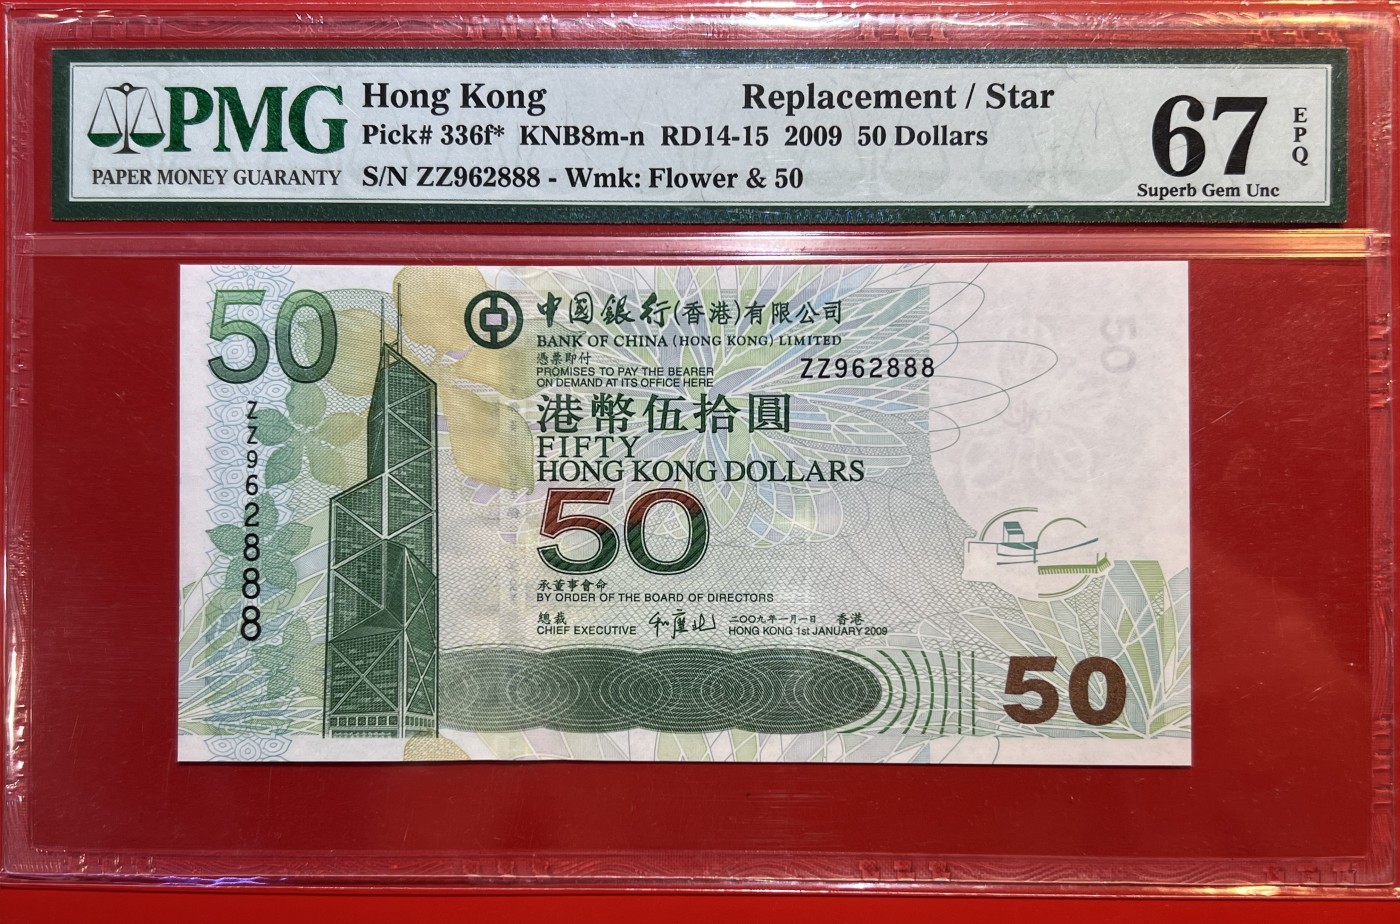 PMG
PAPER MONEY GUARANTY
Hong Kong
Replacement / Star
Pick# 336f* KNB8m-n RD14-15 2009 50 Dollars
S/N ZZ962888 - Wmk: Flower & 50
67
EPQ
Superb Gem Unc
50
中國銀行(香港)有限公司
BANK OF CHINA (HONG KONG) LIMITED
憑票即付
PROMISES TO PAY THE BEARER
ON DEMAND AT ITS OFFICE HERE
ZZ962888
港幣伍拾圓
FIFTY
HONG KONG DOLLARS
50
ZZ962888
承董事會命
BY ORDER OF THE BOARD OF DIRECTORS
總裁
CHIEF EXECUTIVE
和廣北
二〇〇九年一月一日 香港
HONG KONG 1st JANUARY 2009
50
50